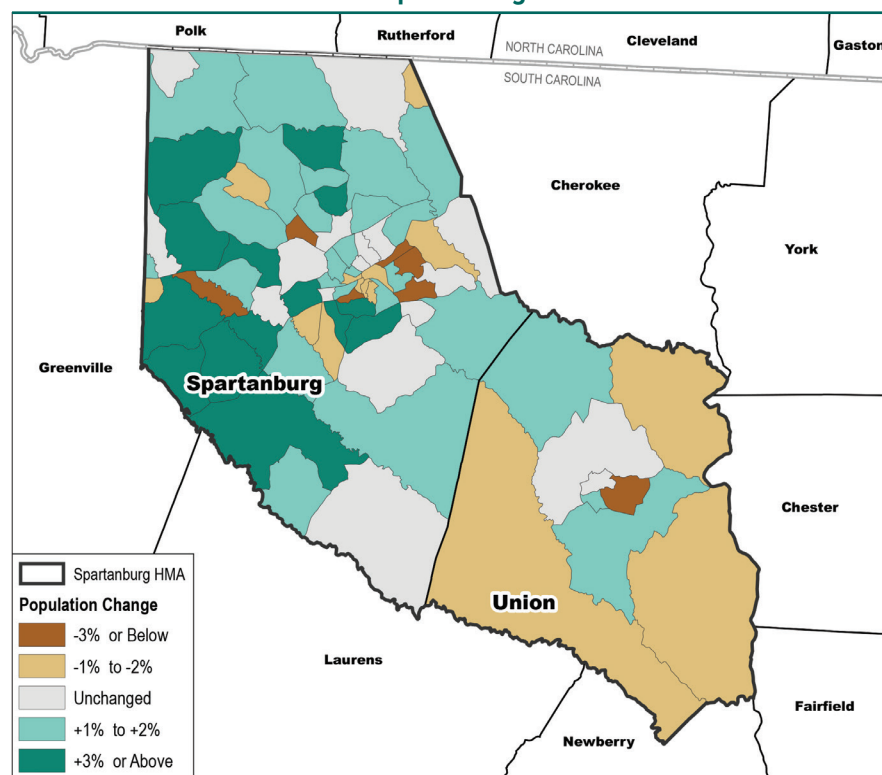 Polk
Rutherford
NORTH CAROLINA
Cleveland
Gaston
SOUTH CAROLINA
Cherokee
York
Greenville
Spartanburg
Chester
Union
Laurens
Fairfield
Newberry
Spartanburg HMA
Population Change
-3% or Below
-1% to -2%
Unchanged
+1% to +2%
+3% or Above